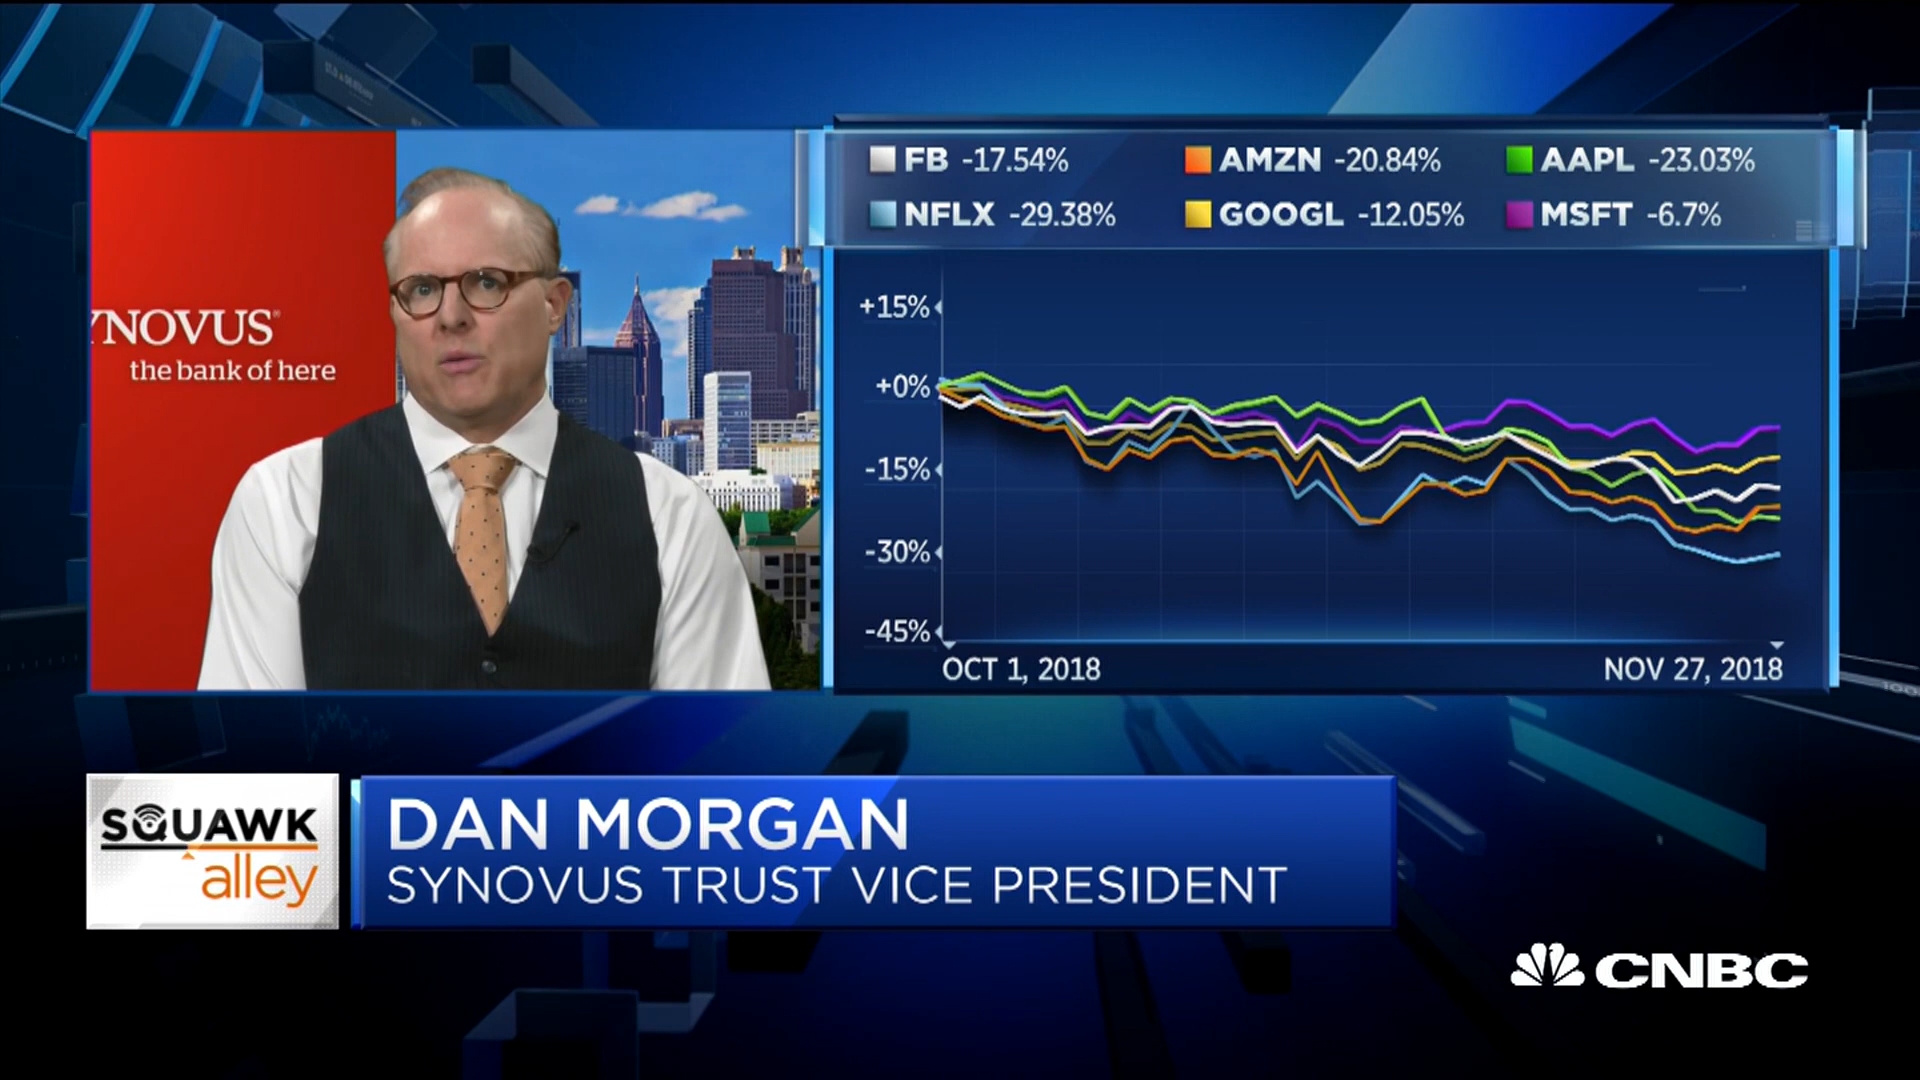 YNOVUS®
the bank of here
FB -17.54%
AMZN -20.84%
AAPL -23.03%
NFLX -29.38%
GOOGL -12.05%
MSFT -6.7%
+15%
+0%
-15%
-30%
-45%
OCT 1, 2018
NOV 27, 2018
SQUAWK
alley
DAN MORGAN
SYNOVUS TRUST VICE PRESIDENT
CNBC